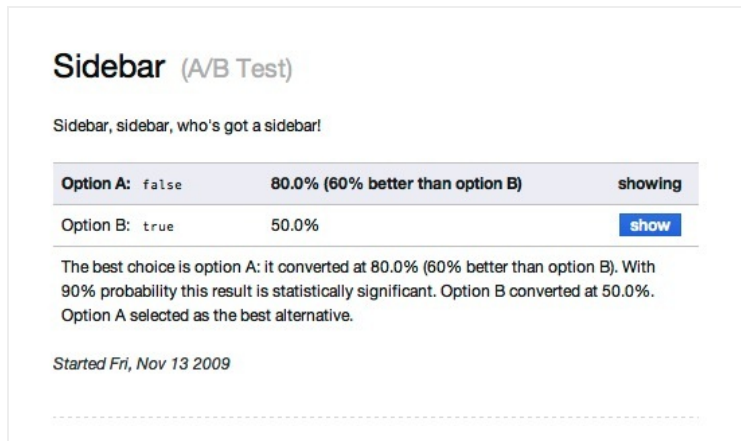 Sidebar (A/B Test)
Sidebar, sidebar, who's got a sidebar!
Option A: false 80.0% (60% better than option B) showing
Option B: true 50.0% show
The best choice is option A: it converted at 80.0% (60% better than option B). With
90% probability this result is statistically significant. Option B converted at 50.0%.
Option A selected as the best alternative.
Started Fri, Nov 13 2009